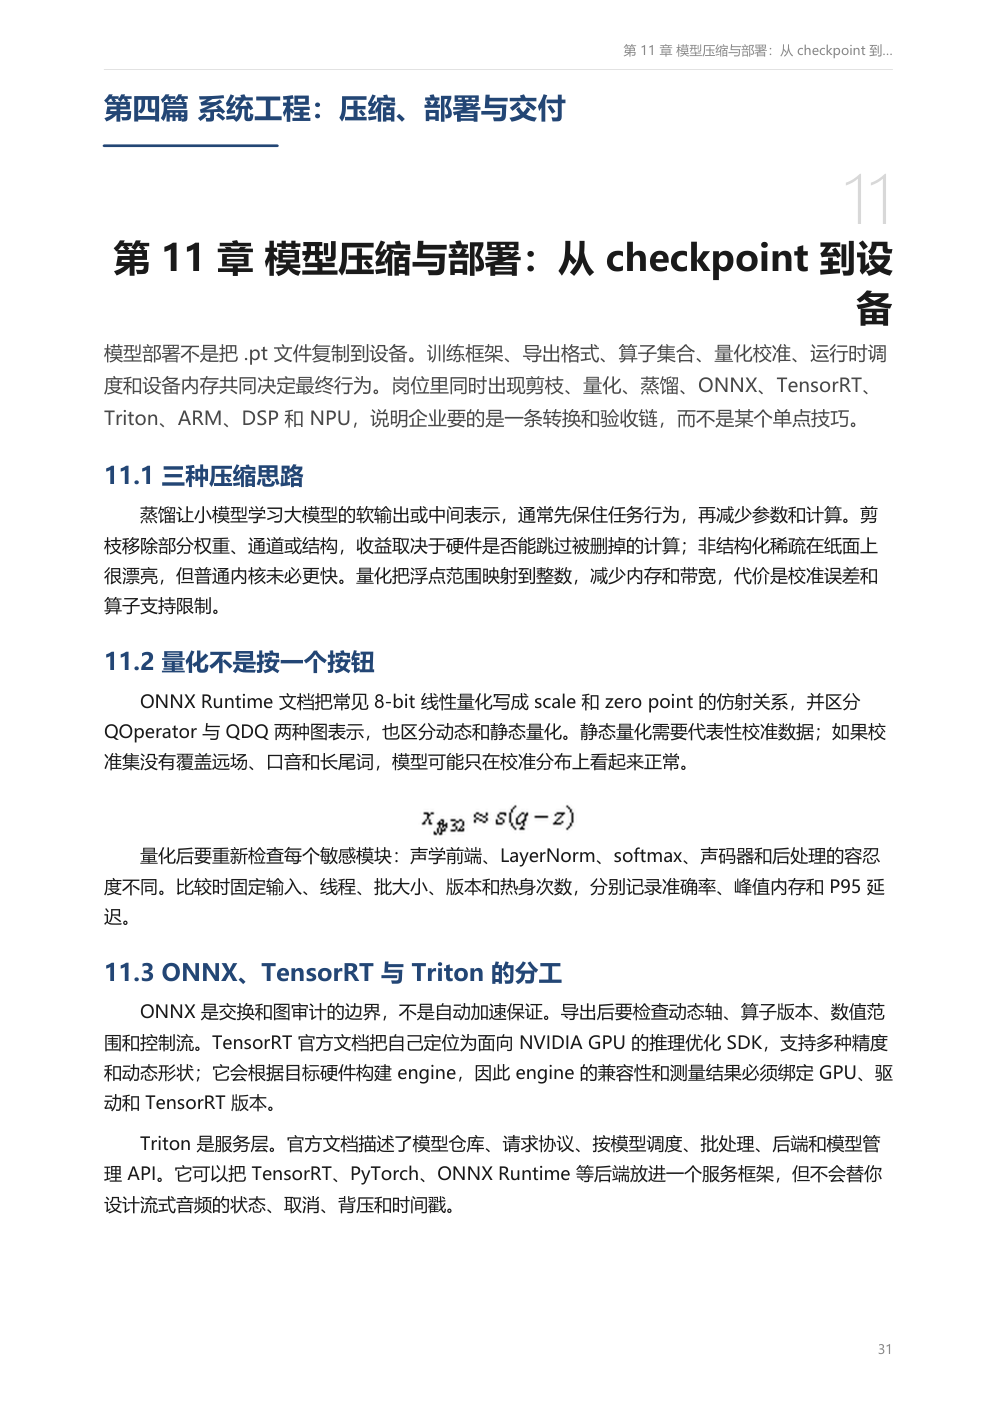 第 11 章 模型压缩与部署：从 checkpoint 到...
第四篇 系统工程：压缩、部署与交付
11
第 11 章 模型压缩与部署：从 checkpoint 到设
备
模型部署不是把 .pt 文件复制到设备。训练框架、导出格式、算子集合、量化校准、运行时调
度和设备内存共同决定最终行为。岗位里同时出现剪枝、量化、蒸馏、ONNX、TensorRT、
Triton、ARM、DSP 和 NPU，说明企业要的是一条转换和验收链，而不是某个单点技巧。
11.1 三种压缩思路
蒸馏让小模型学习大模型的软输出或中间表示，通常先保住任务行为，再减少参数和计算。剪
枝移除部分权重、通道或结构，收益取决于硬件是否能跳过被删掉的计算；非结构化稀疏在纸面上
很漂亮，但普通内核未必更快。量化把浮点范围映射到整数，减少内存和带宽，代价是校准误差和
算子支持限制。
11.2 量化不是按一个按钮
ONNX Runtime 文档把常见 8-bit 线性量化写成 scale 和 zero point 的仿射关系，并区分
QOperator 与 QDQ 两种图表示，也区分动态和静态量化。静态量化需要代表性校准数据；如果校
准集没有覆盖远场、口音和长尾词，模型可能只在校准分布上看起来正常。
x_fp32 ≈ s(q − z)
量化后要重新检查每个敏感模块：声学前端、LayerNorm、softmax、声码器和后处理的容忍
度不同。比较时固定输入、线程、批大小、版本和热身次数，分别记录准确率、峰值内存和 P95 延
迟。
11.3 ONNX、TensorRT 与 Triton 的分工
ONNX 是交换和图审计的边界，不是自动加速保证。导出后要检查动态轴、算子版本、数值范
围和控制流。TensorRT 官方文档把自己定位为面向 NVIDIA GPU 的推理优化 SDK，支持多种精度
和动态形状；它会根据目标硬件构建 engine，因此 engine 的兼容性和测量结果必须绑定 GPU、驱
动和 TensorRT 版本。
Triton 是服务层。官方文档描述了模型仓库、请求协议、按模型调度、批处理、后端和模型管
理 API。它可以把 TensorRT、PyTorch、ONNX Runtime 等后端放进一个服务框架，但不会替你
设计流式音频的状态、取消、背压和时间戳。
31